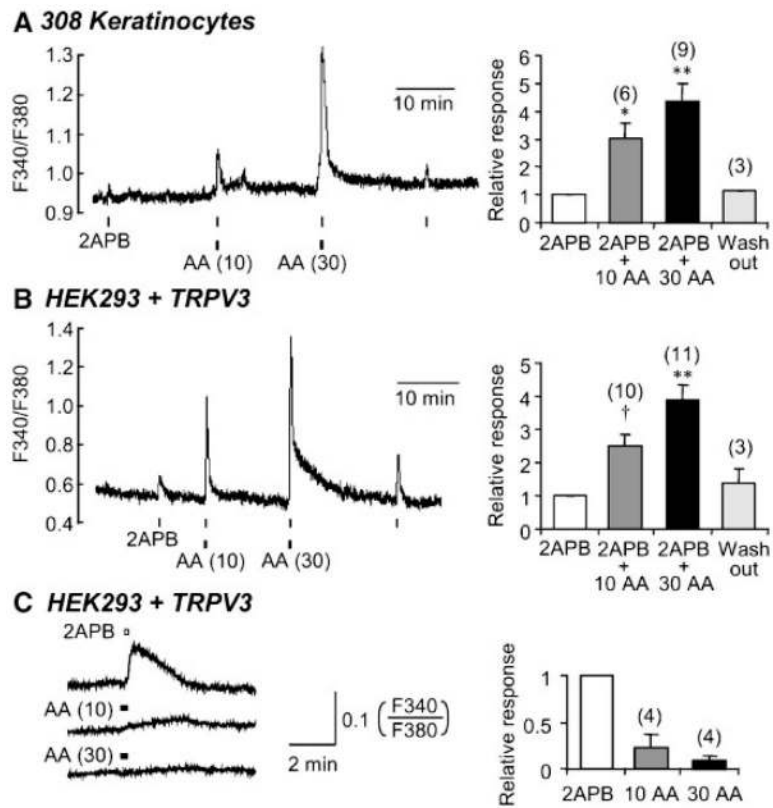 A 308 Keratinocytes
1.3
1.2
1.1
1.0
0.9
F340/F380
10 min
2APB
AA (10)
AA (30)
Relative response
6
5
4
3
2
1
0
(6)
*
(9)
**
(3)
2APB
2APB
+
10 AA
2APB
+
30 AA
Wash
out
B HEK293 + TRPV3
1.4
1.2
1.0
0.8
0.6
0.4
F340/F380
10 min
2APB
AA (10)
AA (30)
Relative response
5
4
3
2
1
0
(10)
†
(11)
**
(3)
2APB
2APB
+
10 AA
2APB
+
30 AA
Wash
out
C HEK293 + TRPV3
2APB
AA (10)
AA (30)
0.1 (F340/F380)
2 min
Relative response
1
0.5
0
(4)
(4)
2APB
10 AA
30 AA